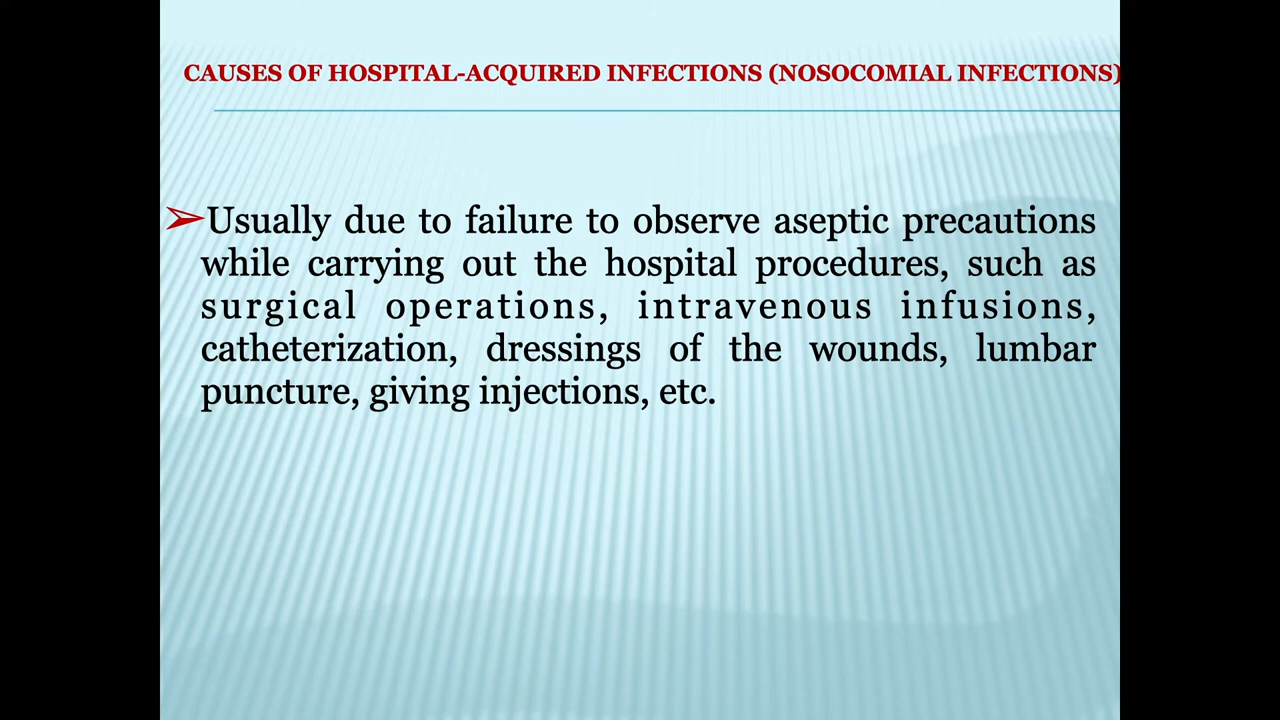 CAUSES OF HOSPITAL-ACQUIRED INFECTIONS (NOSOCOMIAL INFECTIONS)
➢Usually due to failure to observe aseptic precautions
while carrying out the hospital procedures, such as
surgical operations, intravenous infusions,
catheterization, dressings of the wounds, lumbar
puncture, giving injections, etc.